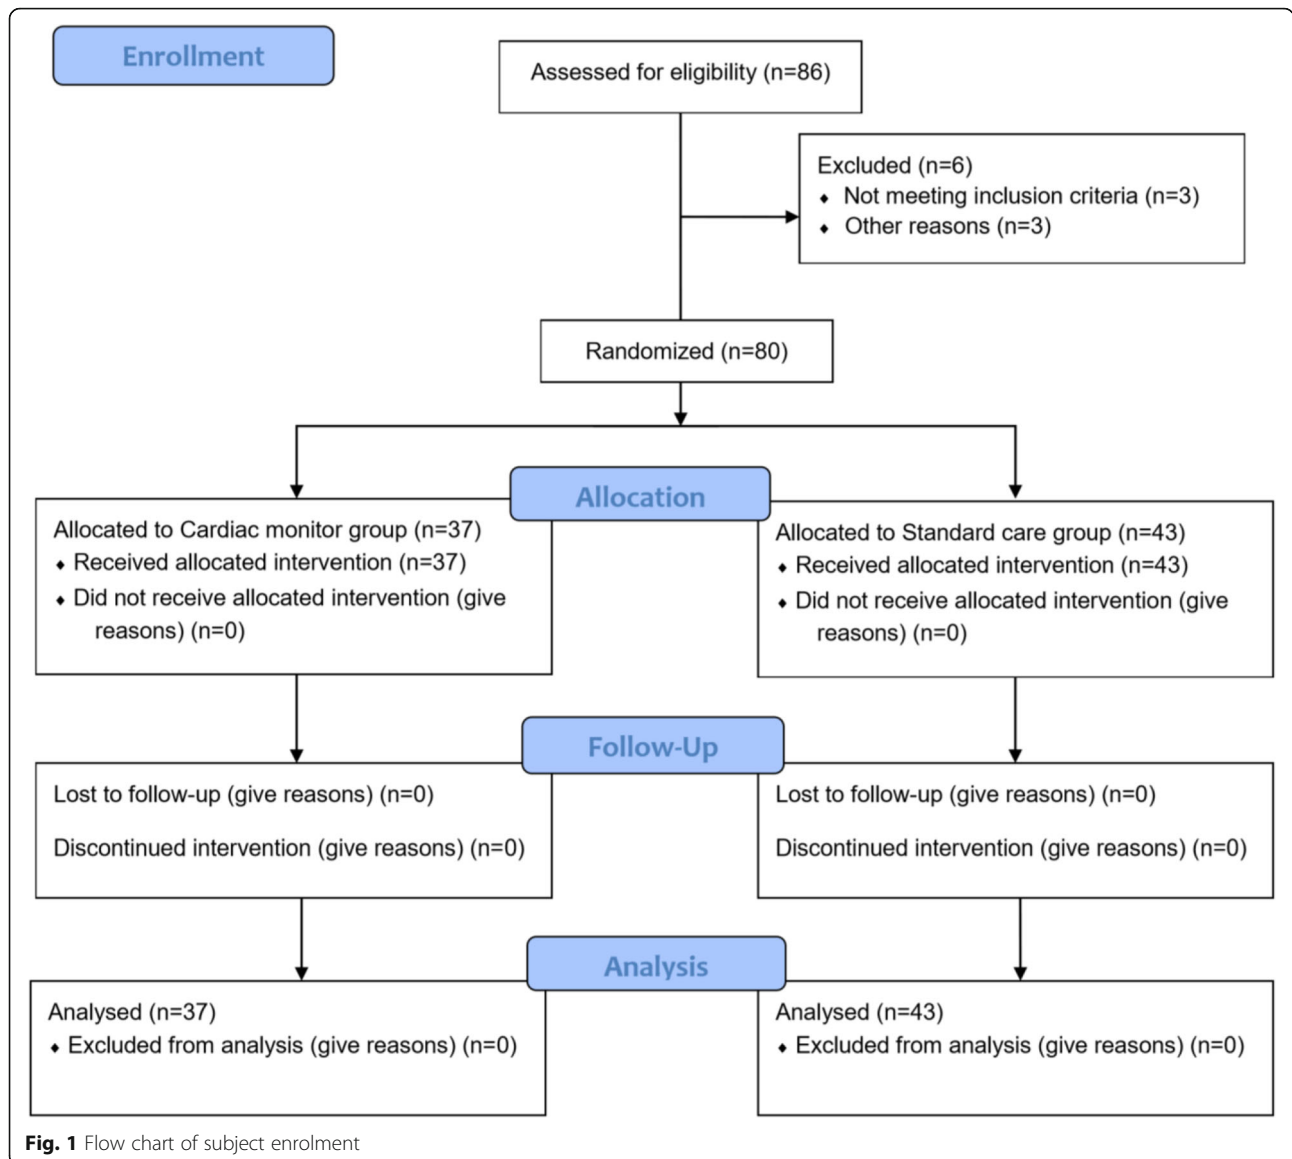 Enrollment
Assessed for eligibility (n=86)
Excluded (n=6)
♦ Not meeting inclusion criteria (n=3)
♦ Other reasons (n=3)
Randomized (n=80)
Allocation
Allocated to Cardiac monitor group (n=37)
♦ Received allocated intervention (n=37)
♦ Did not receive allocated intervention (give
reasons) (n=0)
Allocated to Standard care group (n=43)
♦ Received allocated intervention (n=43)
♦ Did not receive allocated intervention (give
reasons) (n=0)
Follow-Up
Lost to follow-up (give reasons) (n=0)
Discontinued intervention (give reasons) (n=0)
Lost to follow-up (give reasons) (n=0)
Discontinued intervention (give reasons) (n=0)
Analysis
Analysed (n=37)
♦ Excluded from analysis (give reasons) (n=0)
Analysed (n=43)
♦ Excluded from analysis (give reasons) (n=0)
Fig. 1 Flow chart of subject enrolment